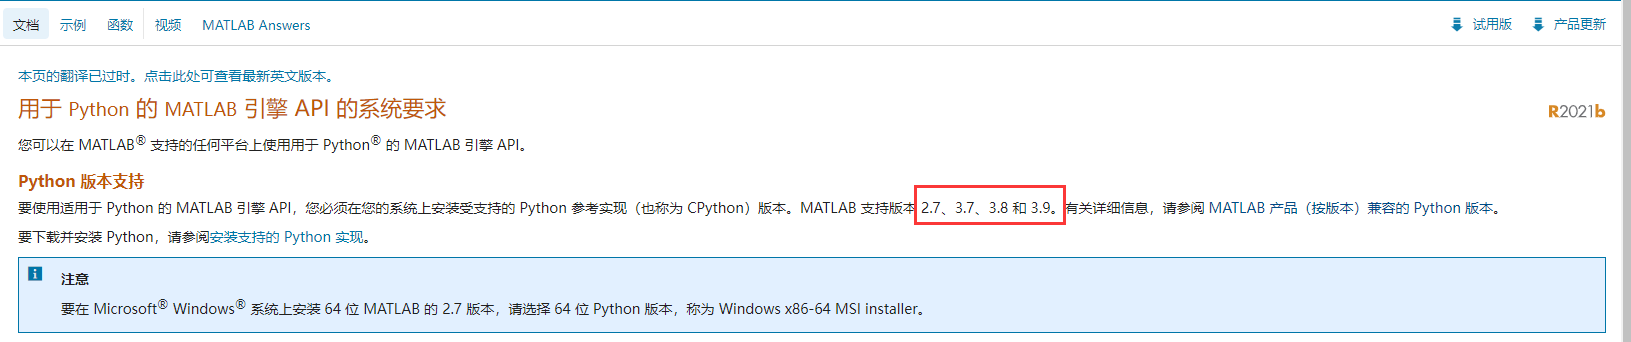 文档 示例 函数 视频 MATLAB Answers 试用版 产品更新
本页的翻译已过时。点击此处可查看最新英文版本。
用于 Python 的 MATLAB 引擎 API 的系统要求
R2021b
您可以在 MATLAB® 支持的任何平台上使用用于 Python® 的 MATLAB 引擎 API。
Python 版本支持
要使用适用于 Python 的 MATLAB 引擎 API，您必须在您的系统上安装受支持的 Python 参考实现（也称为 CPython）版本。MATLAB 支持版本 2.7、3.7、3.8 和 3.9。有关详细信息，请参阅 MATLAB 产品（按版本）兼容的 Python 版本。
要下载并安装 Python，请参阅安装支持的 Python 实现。
注意
要在 Microsoft® Windows® 系统上安装 64 位 MATLAB 的 2.7 版本，请选择 64 位 Python 版本，称为 Windows x86-64 MSI installer。